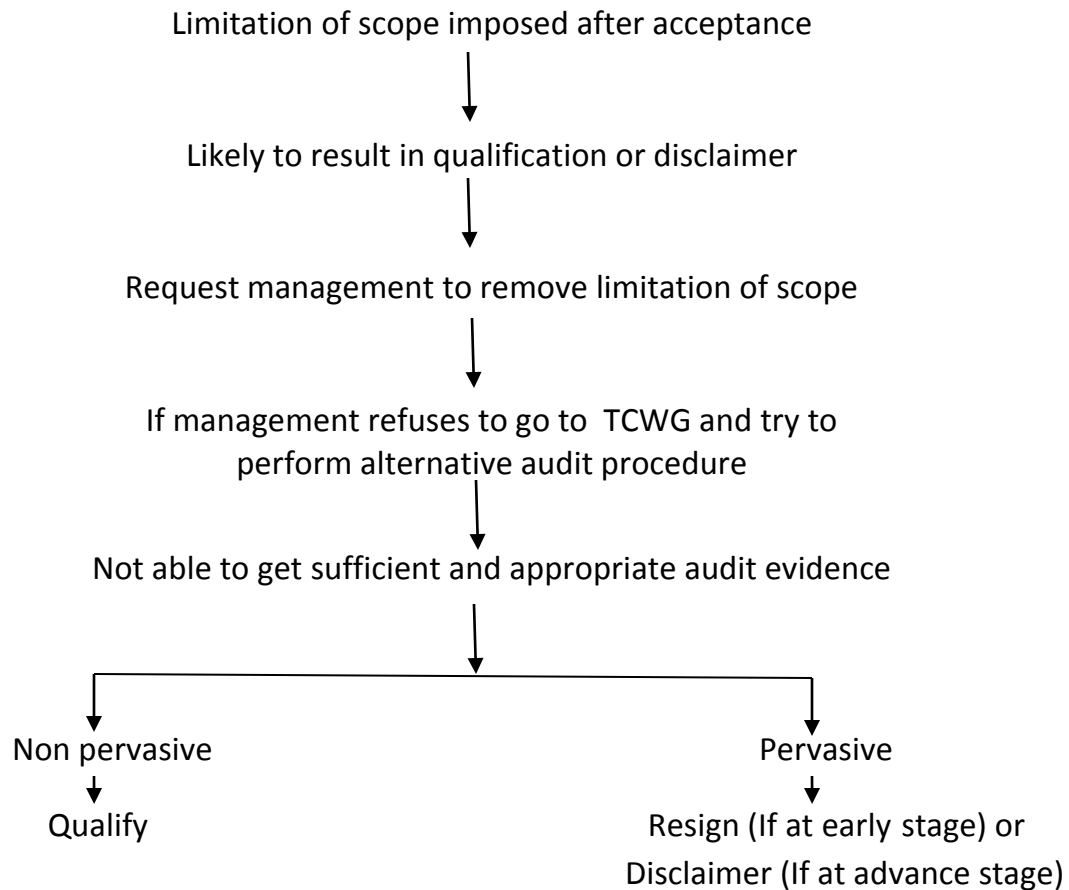 Limitation of scope imposed after acceptance
Likely to result in qualification or disclaimer
Request management to remove limitation of scope
If management refuses to go to TCWG and try to
perform alternative audit procedure
Not able to get sufficient and appropriate audit evidence
Non pervasive
Pervasive
Qualify
Resign (If at early stage) or
Disclaimer (If at advance stage)